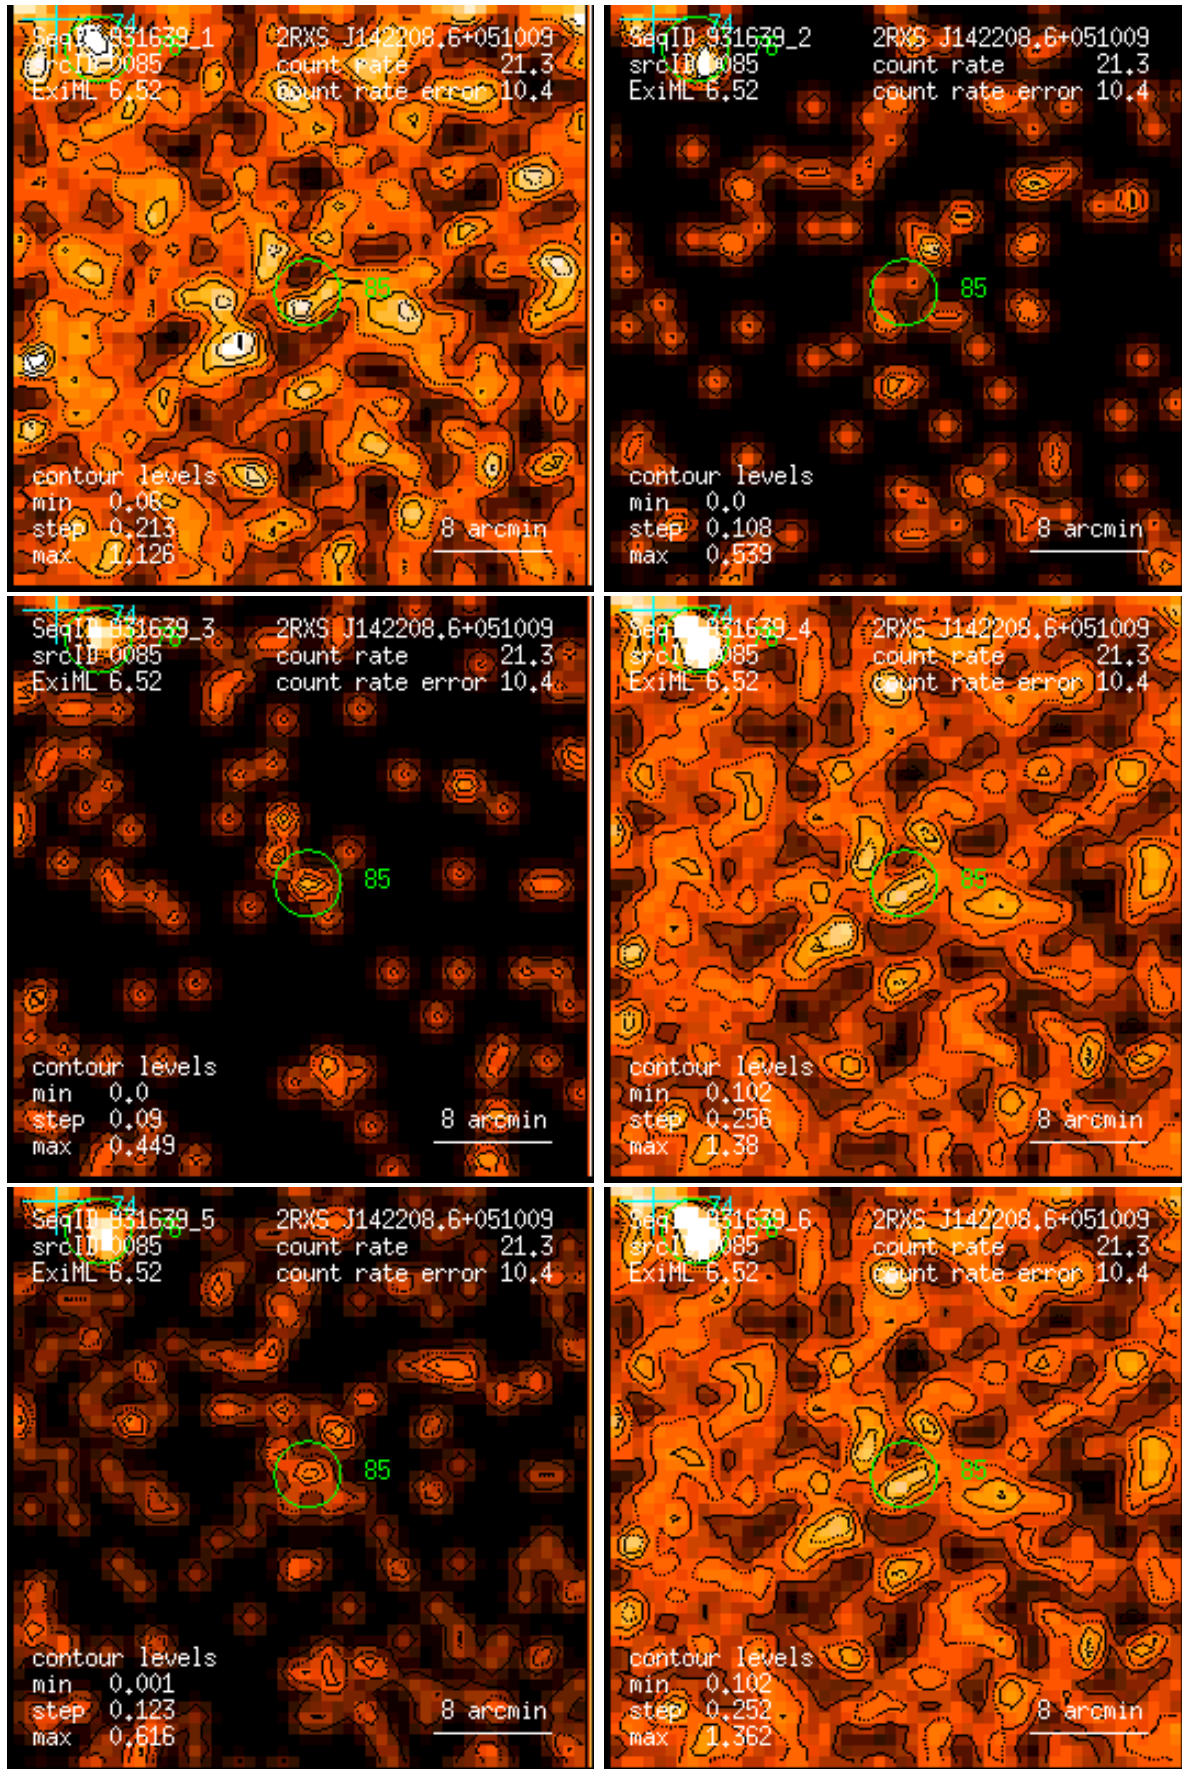 74
SeqID 931639_1 2RXS J142208.6+051009
srcID 0085 count rate 21.3
ExiML 6.52 count rate error 10.4
85
contour levels
min 0.06
step 0.213
max 1.126
8 arcmin
74
SeqID 931639_2 2RXS J142208.6+051009
srcID 0085 count rate 21.3
ExiML 6.52 count rate error 10.4
85
contour levels
min 0.0
step 0.108
max 0.539
8 arcmin
74
SeqID 931639_3 2RXS J142208.6+051009
srcID 0085 count rate 21.3
ExiML 6.52 count rate error 10.4
85
contour levels
min 0.0
step 0.09
max 0.449
8 arcmin
74
SeqID 931639_4 2RXS J142208.6+051009
srcID 0085 count rate 21.3
ExiML 6.52 count rate error 10.4
85
contour levels
min 0.102
step 0.256
max 1.38
8 arcmin
74
SeqID 931639_5 2RXS J142208.6+051009
srcID 0085 count rate 21.3
ExiML 6.52 count rate error 10.4
85
contour levels
min 0.001
step 0.123
max 0.616
8 arcmin
74
SeqID 931639_6 2RXS J142208.6+051009
srcID 0085 count rate 21.3
ExiML 6.52 count rate error 10.4
85
contour levels
min 0.102
step 0.252
max 1.362
8 arcmin